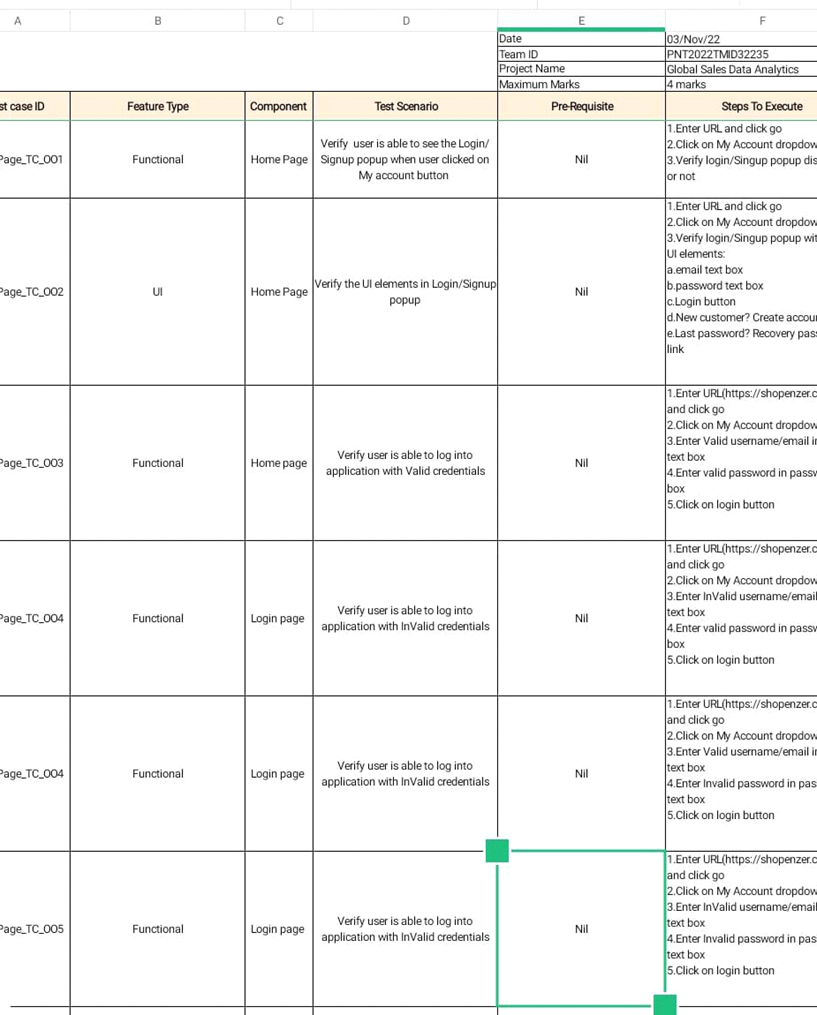 A B C D E F
Date 03/Nov/22
Team ID PNT2022TMID32235
Project Name Global Sales Data Analytics
Maximum Marks 4 marks
st case ID Feature Type Component Test Scenario Pre-Requisite Steps To Execute
Page_TC_OO1 Functional Home Page Verify user is able to see the Login/
Signup popup when user clicked on
My account button
Nil
1.Enter URL and click go
2.Click on My Account dropdow
3.Verify login/Singup popup dis
or not
Page_TC_OO2 UI Home Page Verify the UI elements in Login/Signup
popup
Nil
1.Enter URL and click go
2.Click on My Account dropdow
3.Verify login/Singup popup wit
UI elements:
a.email text box
b.password text box
c.Login button
d.New customer? Create accour
e.Last password? Recovery pas
link
Page_TC_OO3 Functional Home page Verify user is able to log into
application with Valid credentials
Nil
1.Enter URL(https://shopenzer.c
and click go
2.Click on My Account dropdow
3.Enter Valid username/email i
text box
4.Enter valid password in passw
box
5.Click on login button
Page_TC_OO4 Functional Login page Verify user is able to log into
application with InValid credentials
Nil
1.Enter URL(https://shopenzer.c
and click go
2.Click on My Account dropdow
3.Enter InValid username/email
text box
4.Enter valid password in passw
box
5.Click on login button
Page_TC_OO4 Functional Login page Verify user is able to log into
application with InValid credentials
Nil
1.Enter URL(https://shopenzer.c
and click go
2.Click on My Account dropdow
3.Enter Valid username/email i
text box
4.Enter Invalid password in pas
text box
5.Click on login button
Page_TC_OO5 Functional Login page Verify user is able to log into
application with InValid credentials
Nil
1.Enter URL(https://shopenzer.c
and click go
2.Click on My Account dropdow
3.Enter InValid username/email
text box
4.Enter Invalid password in pas
text box
5.Click on login button